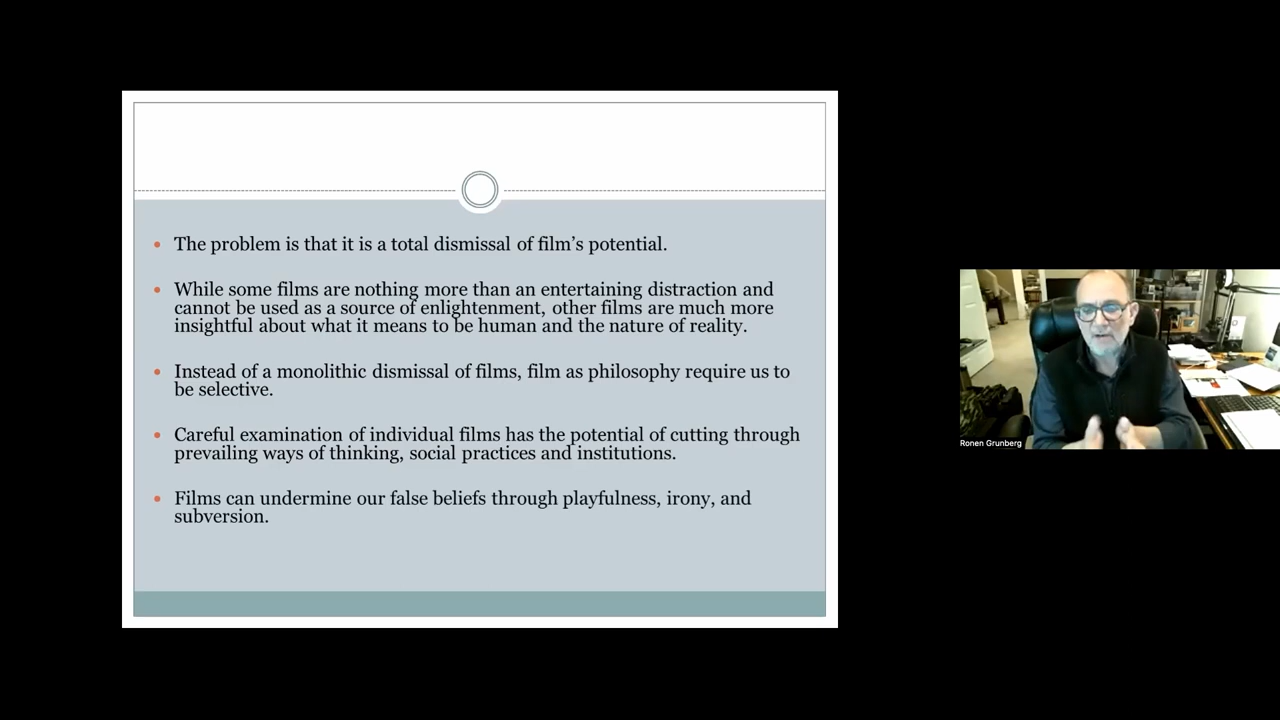 The problem is that it is a total dismissal of film's potential.
While some films are nothing more than an entertaining distraction and
cannot be used as a source of enlightenment, other films are much more
insightful about what it means to be human and the nature of reality.
Instead of a monolithic dismissal of films, film as philosophy require us to
be selective.
Careful examination of individual films has the potential of cutting through
prevailing ways of thinking, social practices and institutions.
Films can undermine our false beliefs through playfulness, irony, and
subversion.
Ronen Grunberg